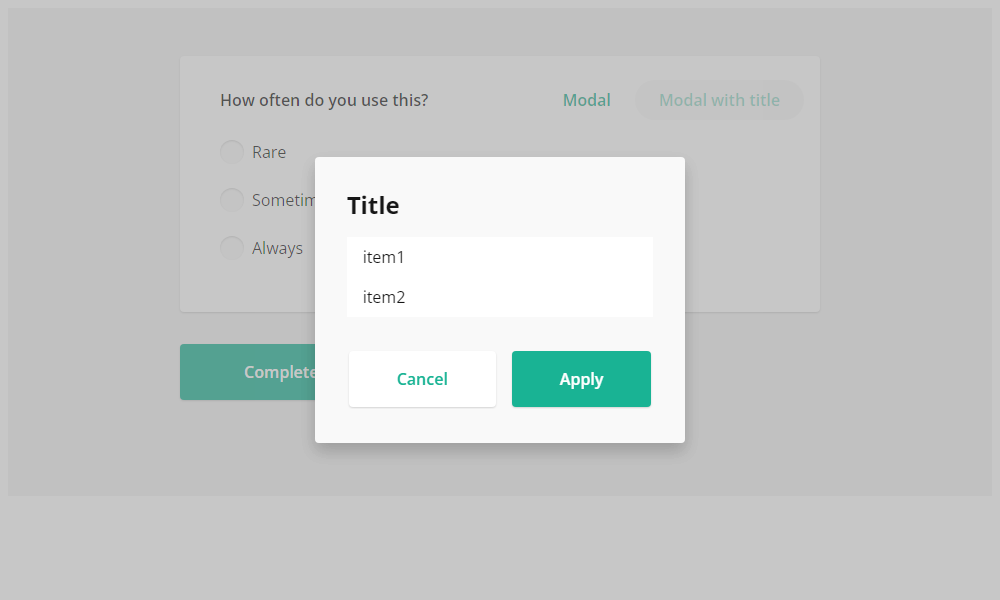 How often do you use this?
Modal
Modal with title
Rare
Sometim
Always
Complete
Title
item1
item2
Cancel
Apply